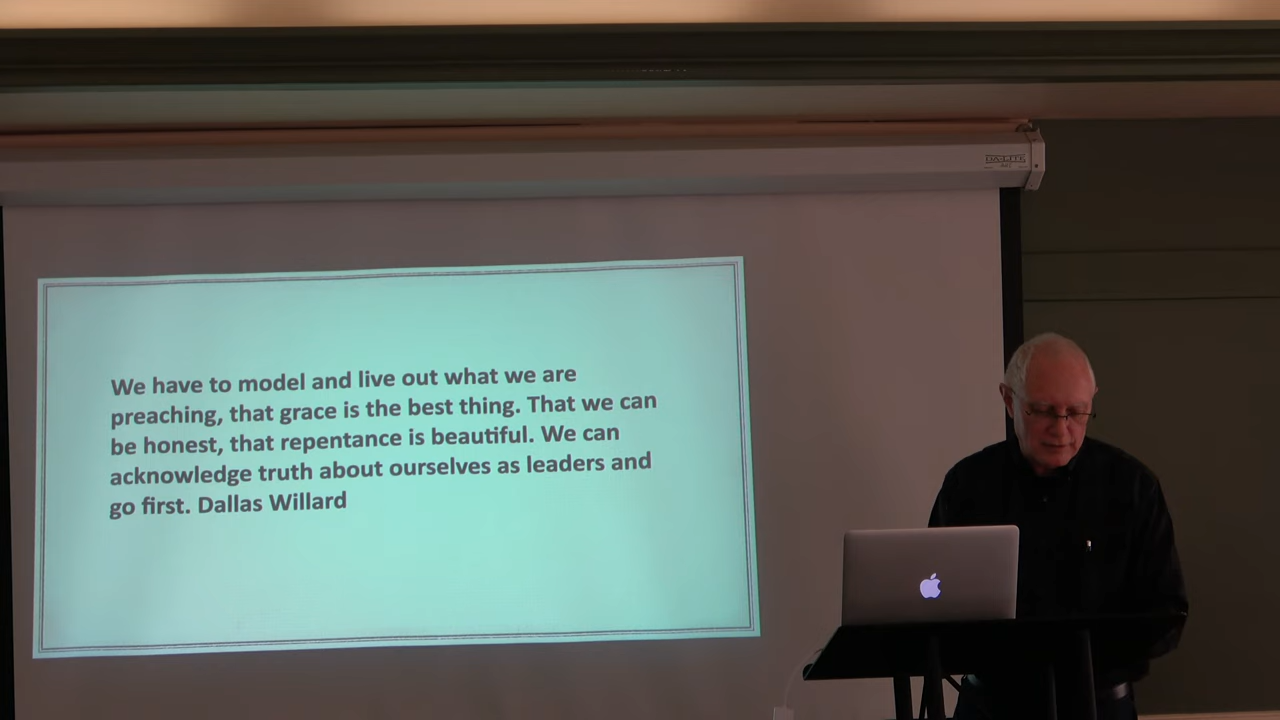 DA-LITE
We have to model and live out what we are
preaching, that grace is the best thing. That we can
be honest, that repentance is beautiful. We can
acknowledge truth about ourselves as leaders and
go first. Dallas Willard